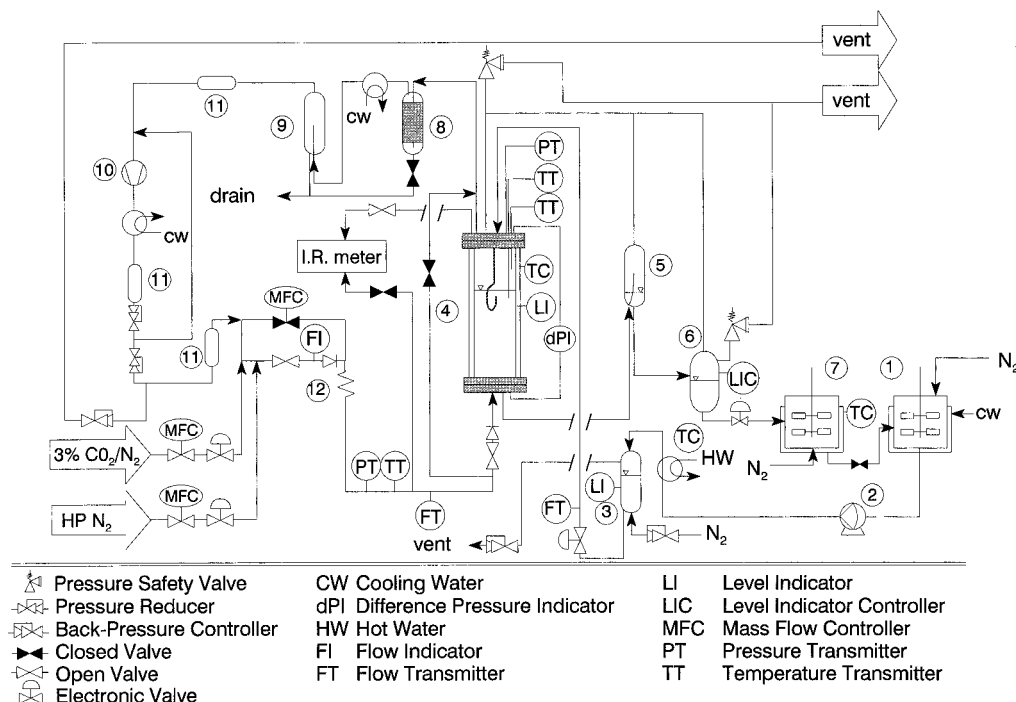 vent
vent
11
cw
9
8
PT
TT
TT
10
drain
cw
I.R. meter
TC
5
11
MFC
4
LI
6
FI
dPI
11
LIC
7
1
N2
12
TC
cw
MFC
3% CO2/N2
TC
HW
N2
PT
TT
LI
FT
3
2
MFC
HP N2
FT
vent
N2
Pressure Safety Valve
Pressure Reducer
Back-Pressure Controller
Closed Valve
Open Valve
Electronic Valve
CW Cooling Water
dPI Difference Pressure Indicator
HW Hot Water
FI Flow Indicator
FT Flow Transmitter
LI Level Indicator
LIC Level Indicator Controller
MFC Mass Flow Controller
PT Pressure Transmitter
TT Temperature Transmitter